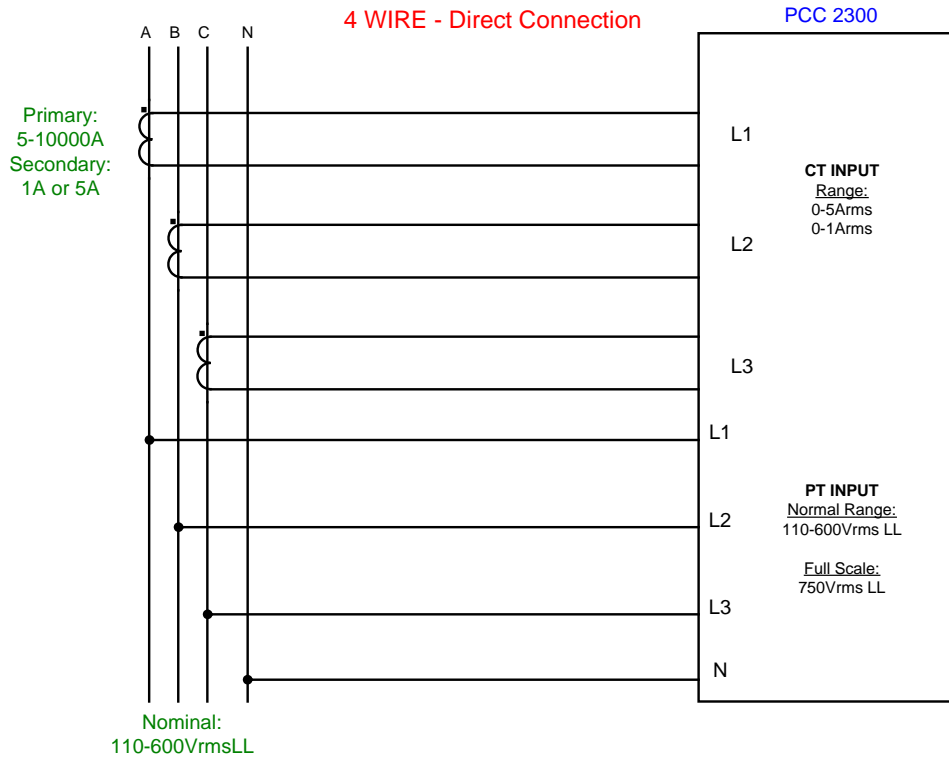 4 WIRE - Direct Connection
PCC 2300
A B C N
Primary:
5-10000A
Secondary:
1A or 5A
L1
CT INPUT
Range:
0-5Arms
0-1Arms
L2
L3
L1
PT INPUT
Normal Range:
110-600Vrms LL
L2
Full Scale:
750Vrms LL
L3
N
Nominal:
110-600VrmsLL